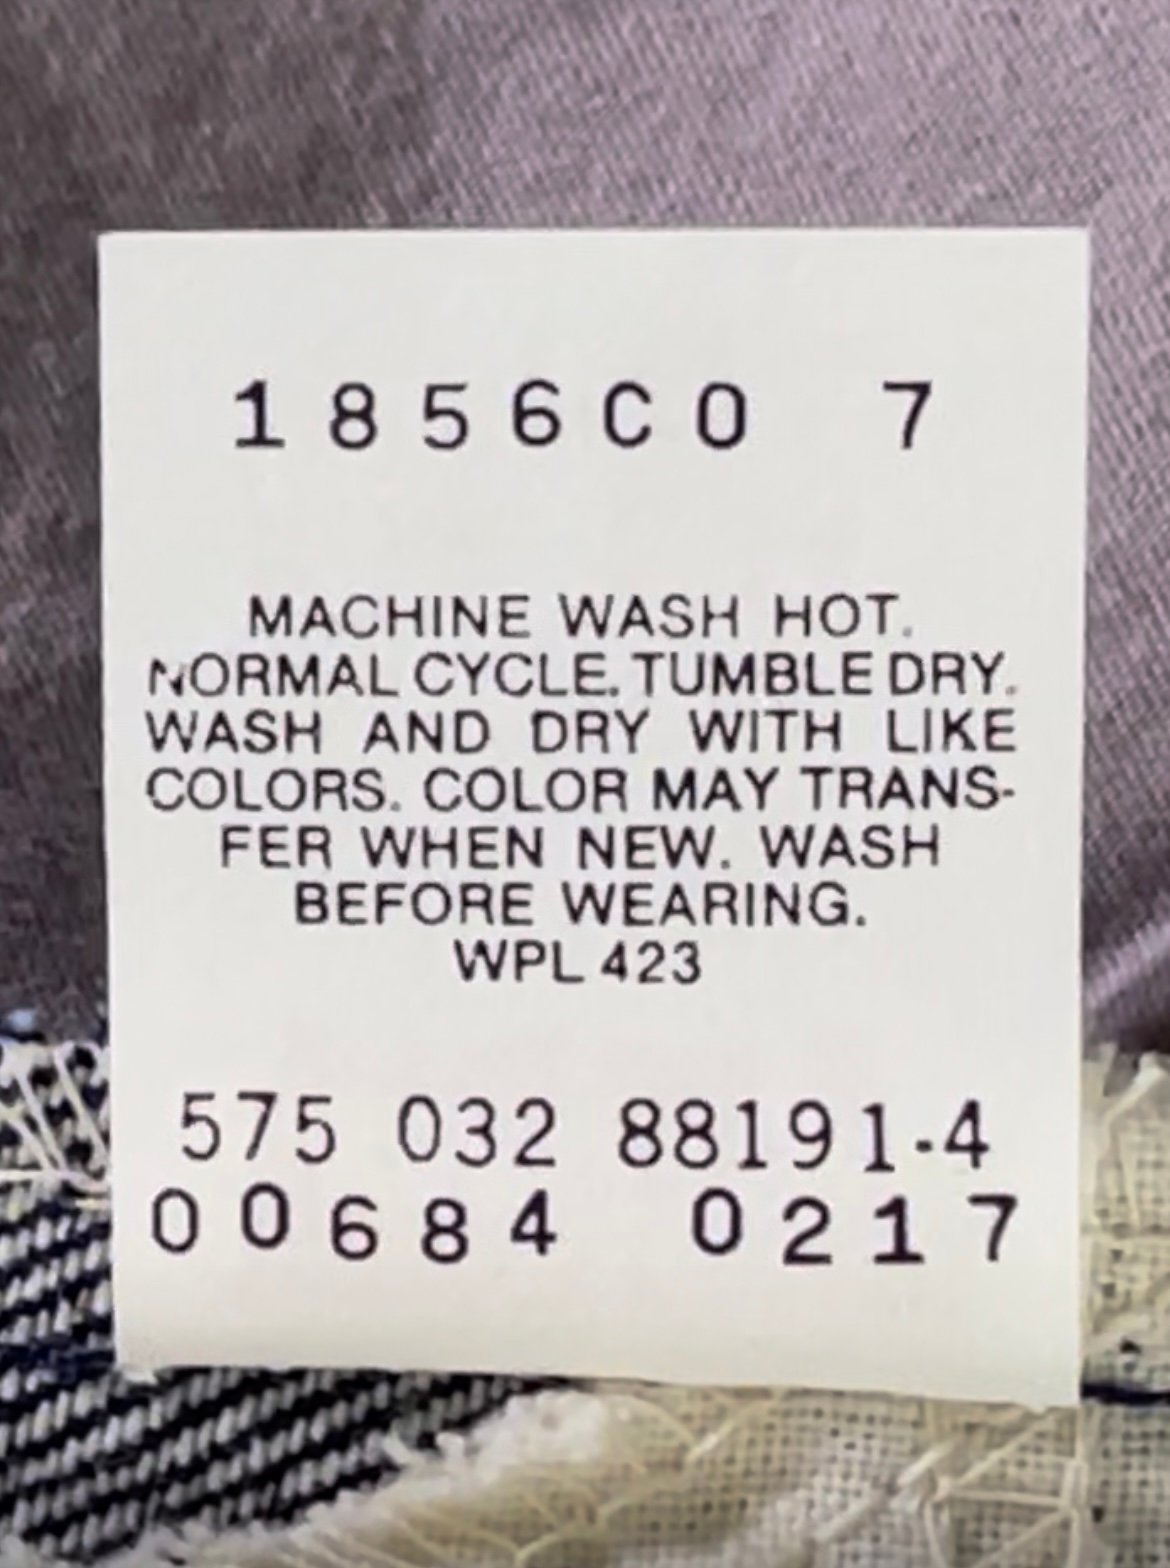 1856C0 7
MACHINE WASH HOT.
NORMAL CYCLE. TUMBLE DRY.
WASH AND DRY WITH LIKE
COLORS. COLOR MAY TRANS-
FER WHEN NEW. WASH
BEFORE WEARING.
WPL 423
575 032 88191-4
00684 0217